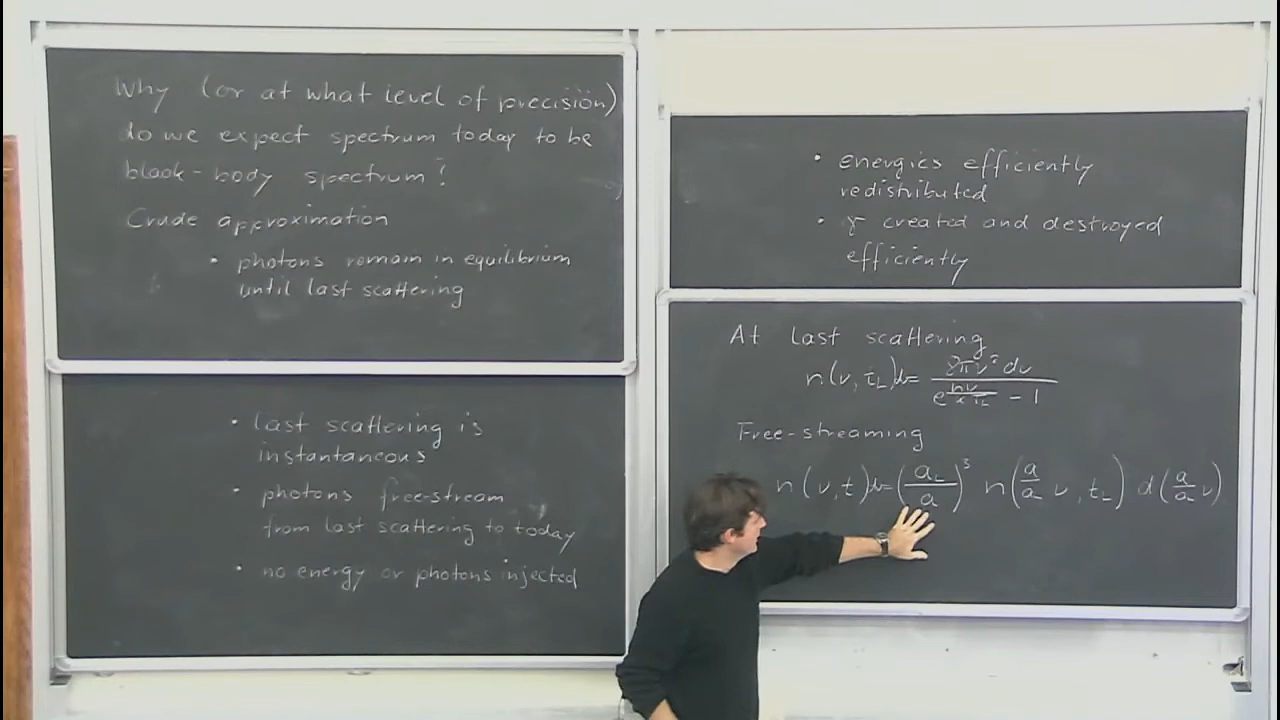 Why (or at what level of precision)
do we expect spectrum today to be
black-body spectrum?
Crude approximation
• photons remain in equilibrium
until last scattering
• last scattering is
instantaneous
• photons free-stream
from last scattering to today
• no energy or photons injected
• energies efficiently
redistributed
• γ created and destroyed
efficiently
At last scattering
n(ν, t_L)dν = 8πν² dν / (e^{hν/kT_L} - 1)
Free-streaming
n(ν, t)dν = (a_L/a)³ n(a/a ν, t_L) d(a/a ν)